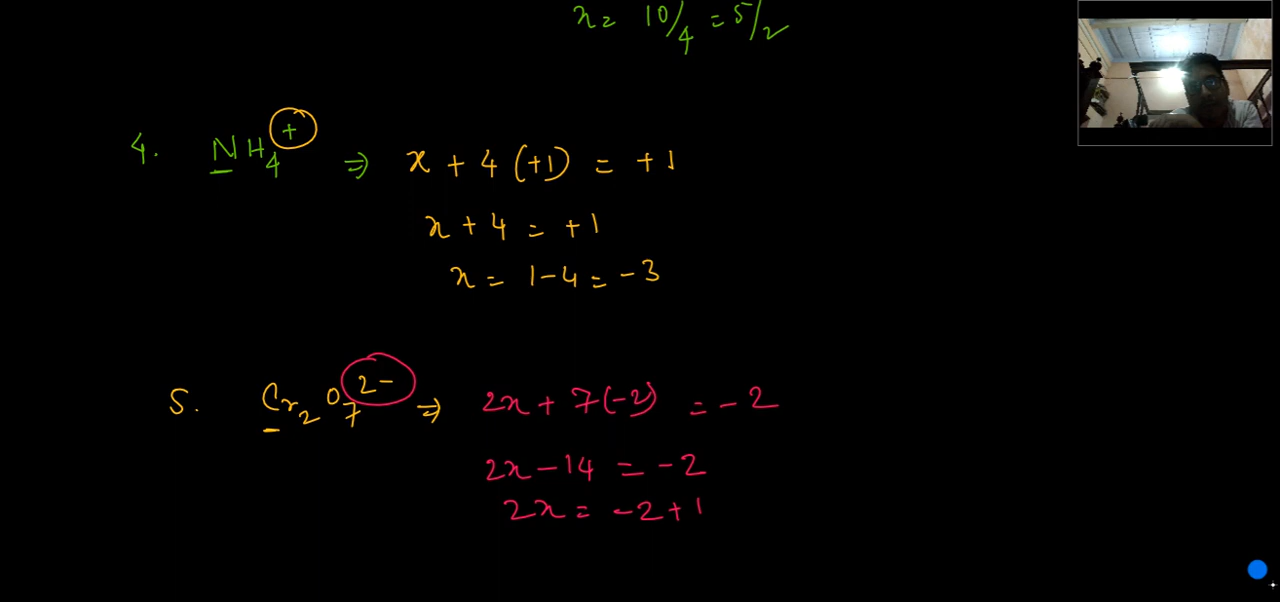 x = 10/4 = 5/2
4. NH4+ ⇒ x + 4 (+1) = +1
x + 4 = +1
x = 1 - 4 = -3
5. Cr2O7 2- ⇒ 2x + 7(-2) = -2
2x - 14 = -2
2x = -2 + 1